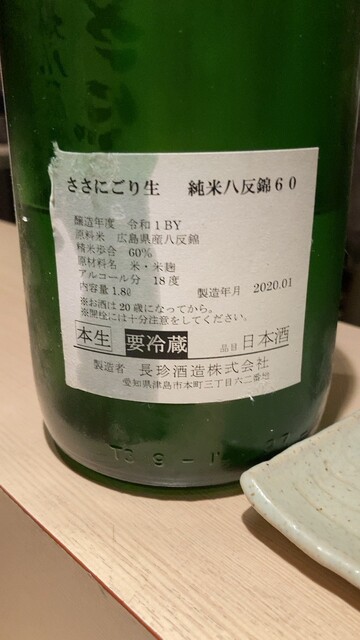 ささにごり生　純米八反錦６０
醸造年度　令和１BY
原料米　広島県産八反錦
精米歩合　60％
原材料名　米・米麹
アルコール分　18度
内容量 1.8ℓ　製造年月　2020.01
※お酒は20歳になってから。
※開栓には十分注意をしてください。
本生　要冷蔵　品目 日本酒
製造者　長珍酒造株式会社
愛知県津島市本町三丁目六二番地